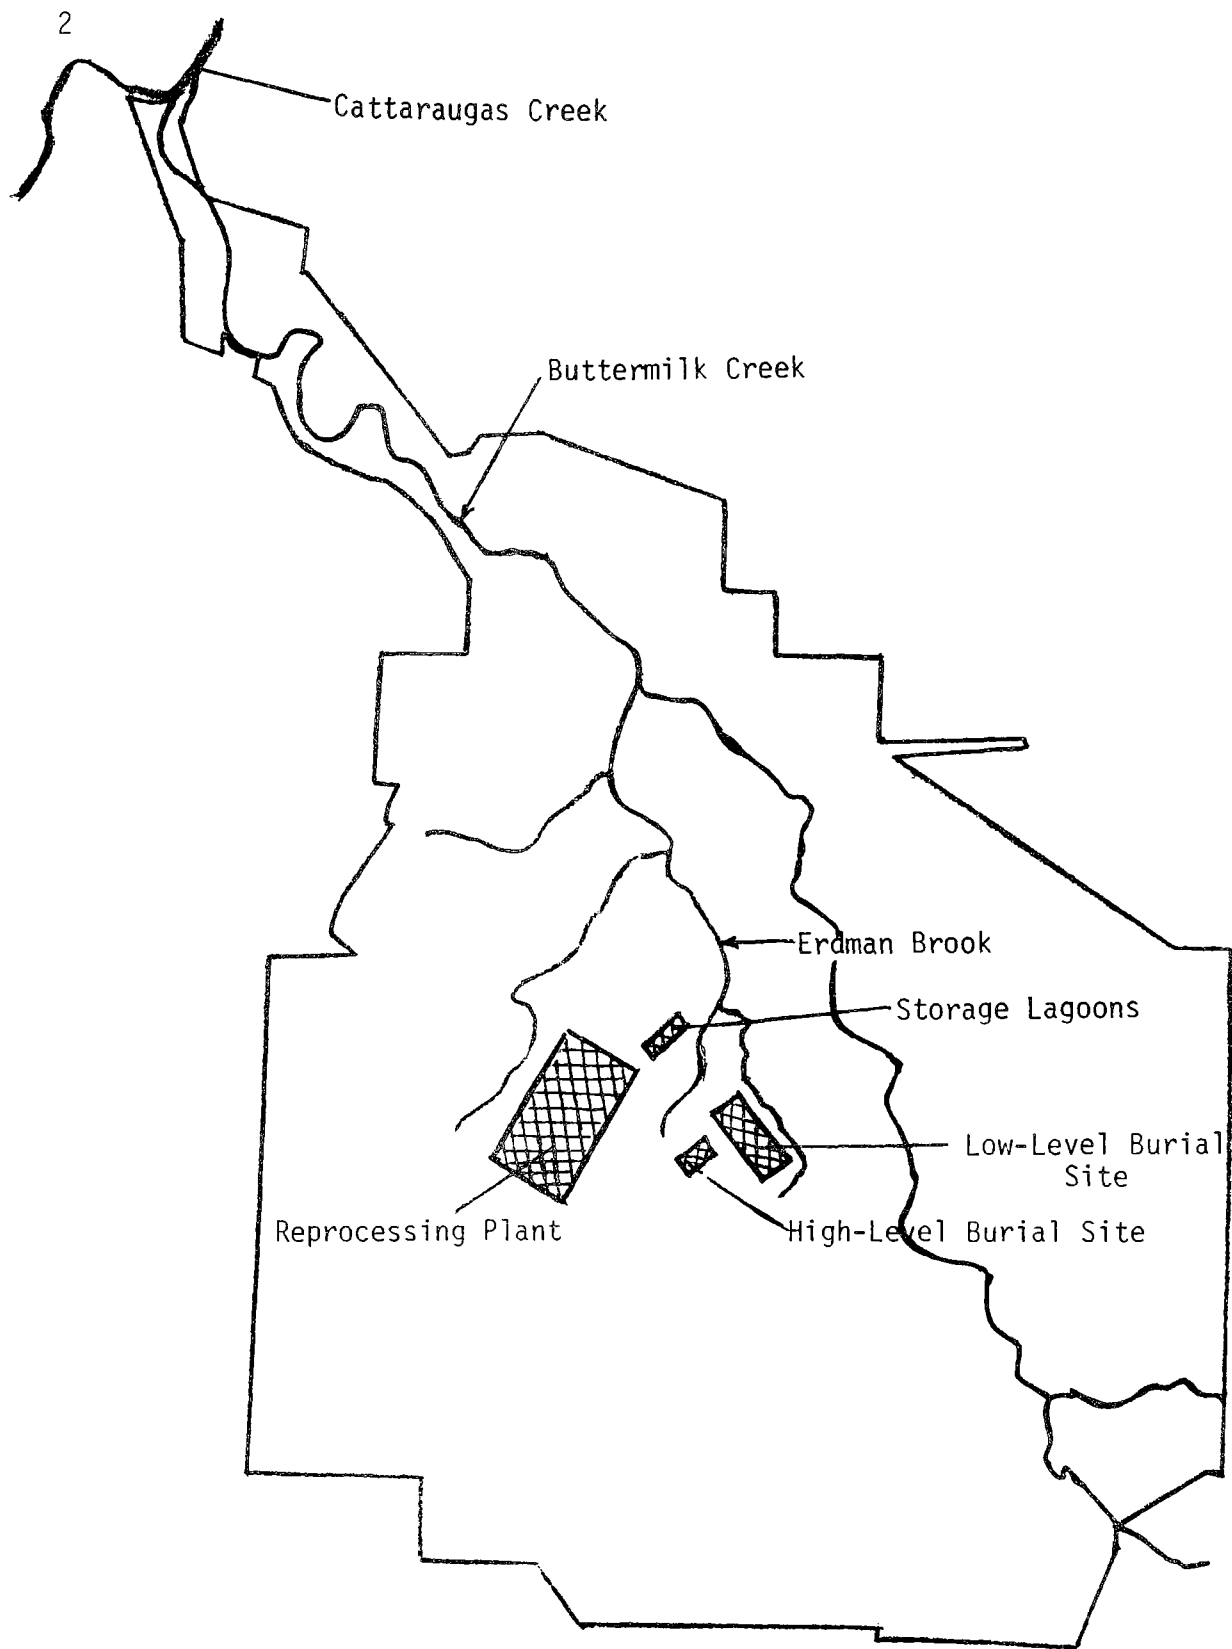 2
Cattaraugas Creek
Buttermilk Creek
Erdman Brook
Storage Lagoons
Low-Level Burial
Site
Reprocessing Plant
High-Level Burial Site